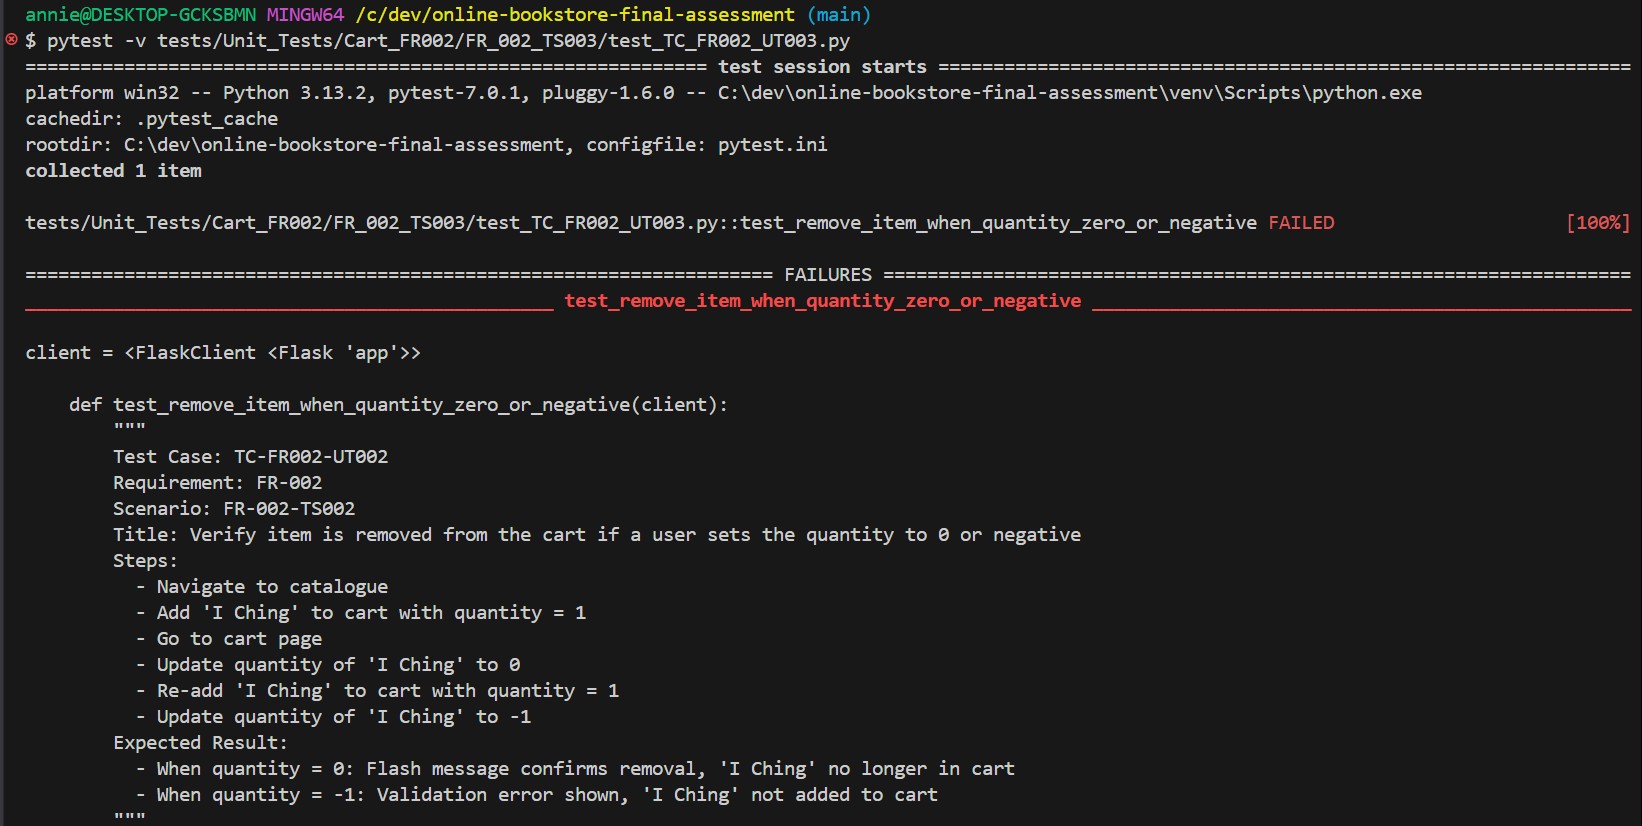 annie@DESKTOP-GCKSBMN MINGW64 /c/dev/online-bookstore-final-assessment (main)
$ pytest -v tests/Unit_Tests/Cart_FR002/FR_002_TS003/test_TC_FR002_UT003.py
============================================================== test session starts ===============================================================
platform win32 -- Python 3.13.2, pytest-7.0.1, pluggy-1.6.0 -- C:\dev\online-bookstore-final-assessment\venv\Scripts\python.exe
cachedir: .pytest_cache
rootdir: C:\dev\online-bookstore-final-assessment, configfile: pytest.ini
collected 1 item
tests/Unit_Tests/Cart_FR002/FR_002_TS003/test_TC_FR002_UT003.py::test_remove_item_when_quantity_zero_or_negative FAILED [100%]
==================================================================== FAILURES ====================================================================
________________________________________________ test_remove_item_when_quantity_zero_or_negative _________________________________________________
client = <FlaskClient <Flask 'app'>>
    def test_remove_item_when_quantity_zero_or_negative(client):
        """
        Test Case: TC-FR002-UT002
        Requirement: FR-002
        Scenario: FR-002-TS002
        Title: Verify item is removed from the cart if a user sets the quantity to 0 or negative
        Steps:
          - Navigate to catalogue
          - Add 'I Ching' to cart with quantity = 1
          - Go to cart page
          - Update quantity of 'I Ching' to 0
          - Re-add 'I Ching' to cart with quantity = 1
          - Update quantity of 'I Ching' to -1
        Expected Result:
          - When quantity = 0: Flash message confirms removal, 'I Ching' no longer in cart
          - When quantity = -1: Validation error shown, 'I Ching' not added to cart
        """